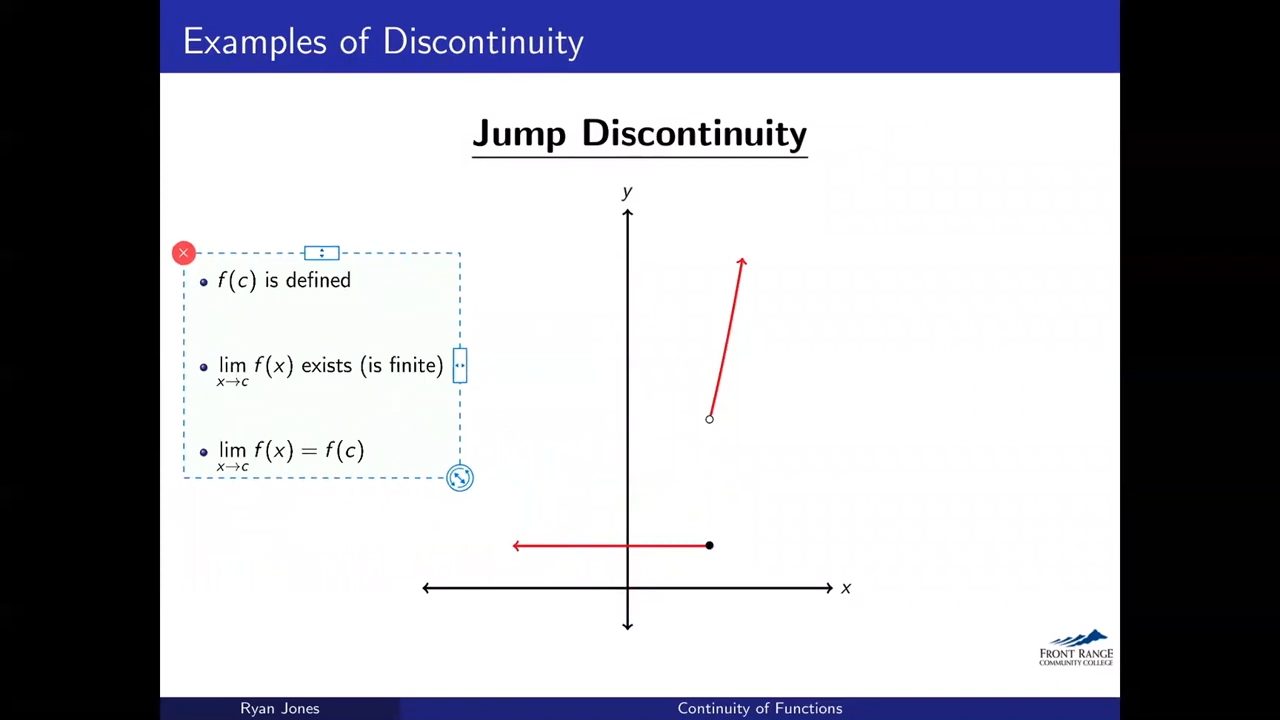 Examples of Discontinuity
Jump Discontinuity
y
• f(c) is defined
• lim f(x) exists (is finite)
x→c
• lim f(x) = f(c)
x→c
x
FRONT RANGE
COMMUNITY COLLEGE
Ryan Jones
Continuity of Functions